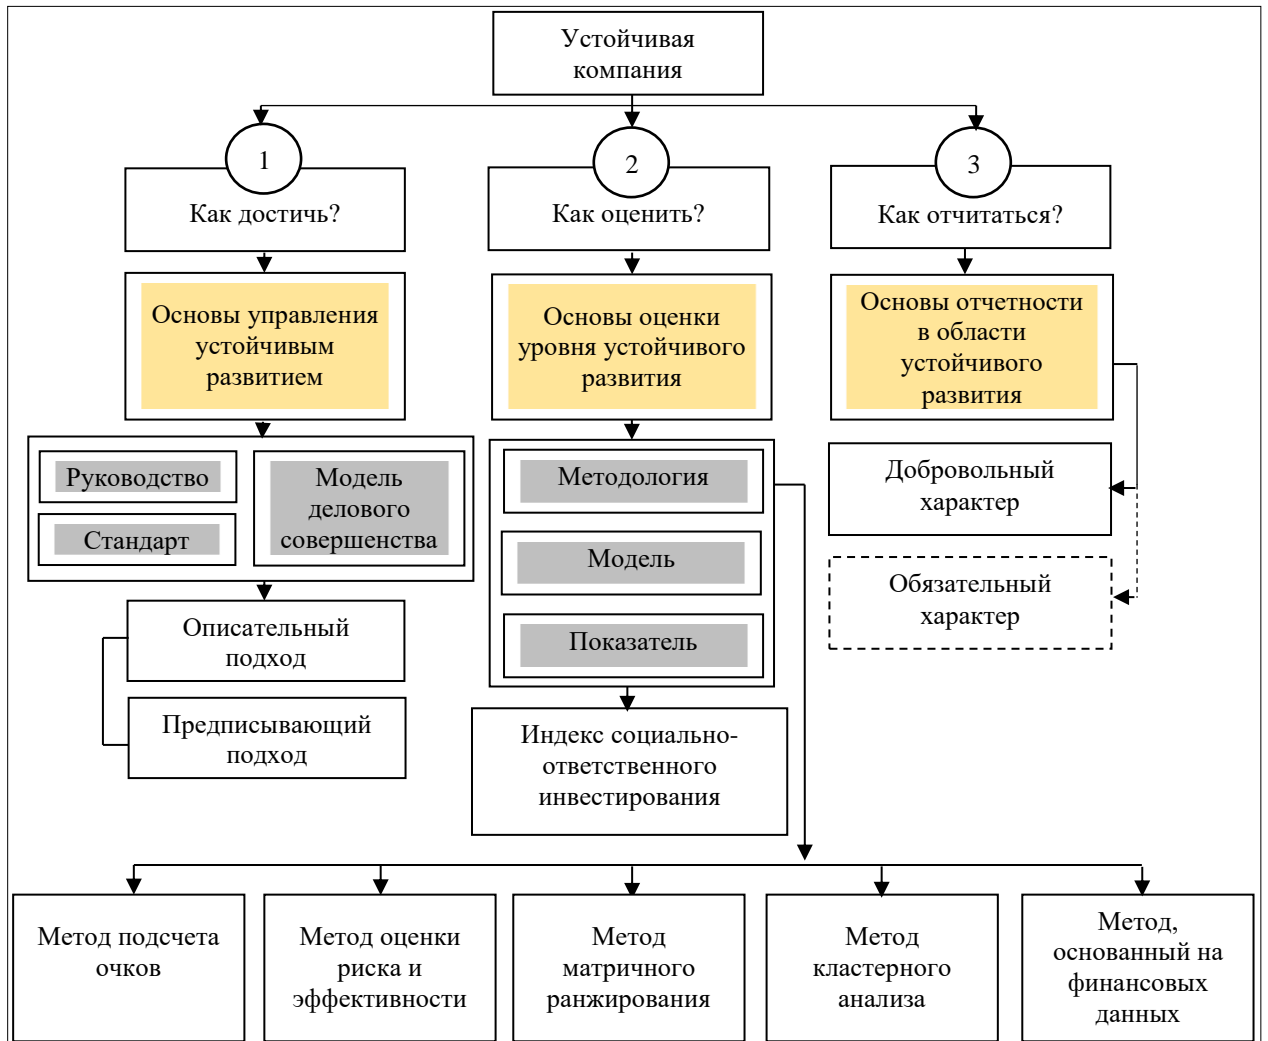 Устойчивая
компания
1
Как достичь?
2
Как оценить?
3
Как отчитаться?
Основы управления
устойчивым
развитием
Основы оценки
уровня устойчивого
развития
Основы отчетности
в области
устойчивого
развития
Руководство
Стандарт
Модель
делового
совершенства
Методология
Модель
Показатель
Добровольный
характер
Обязательный
характер
Описательный
подход
Предписывающий
подход
Индекс социально-
ответственного
инвестирования
Метод подсчета
очков
Метод оценки
риска и
эффективности
Метод
матричного
ранжирования
Метод
кластерного
анализа
Метод,
основанный на
финансовых
данных